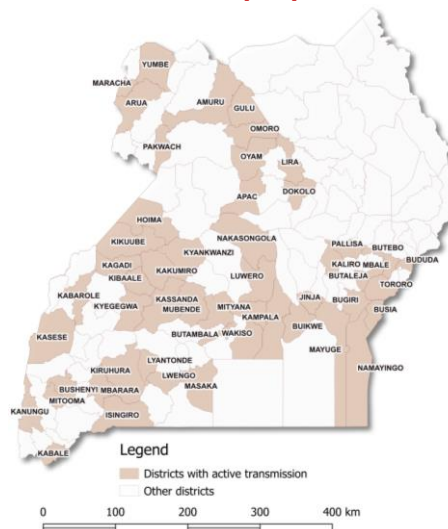 YUMBE
MARACHA
ARUA
AMURU
GULU
OMORO
PAKWACH
OYAM
LIRA
DOKOLO
APAC
HOIMA
NAKASONGOLA
KIKUUBE
KYANKWANZI
PALLISA
BUTEBO
KAGADI
KAKUMIRO
LUWERO
KALIRO
MBALE
BUDUDA
KIBAALE
BUTALEJA
TORORO
KABAROLE
KYEGEGWA
KASSANDA
MITYANA
JINJA
BUGIRI
MUBENDE
KAMPALA
BUSIA
KASESE
BUTAMBALA
WAKISO
BUIKWE
MAYUGE
LYANTONDE
KIRUHURA
LWENGO
NAMAYINGO
BUSHENYI
MBARARA
MASAKA
MITOOMA
KANUNGU
ISINGIRO
KABALE
Legend
Districts with active transmission
Other districts
0 100 200 300 400 km